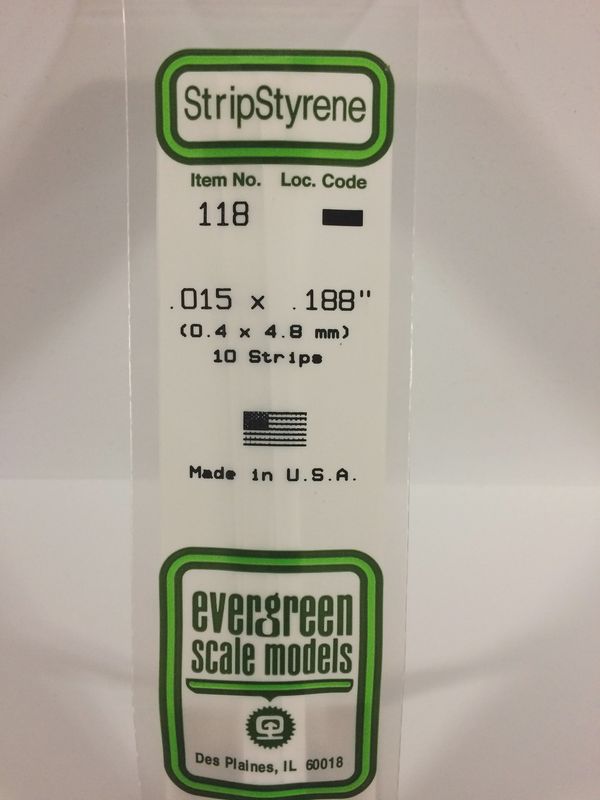 StripStyrene
Item No. Loc. Code
118
.015 x .188"
(0.4 x 4.8 mm)
10 Strips
Made in U.S.A.
evergreen
scale models
Des Plaines, IL 60018